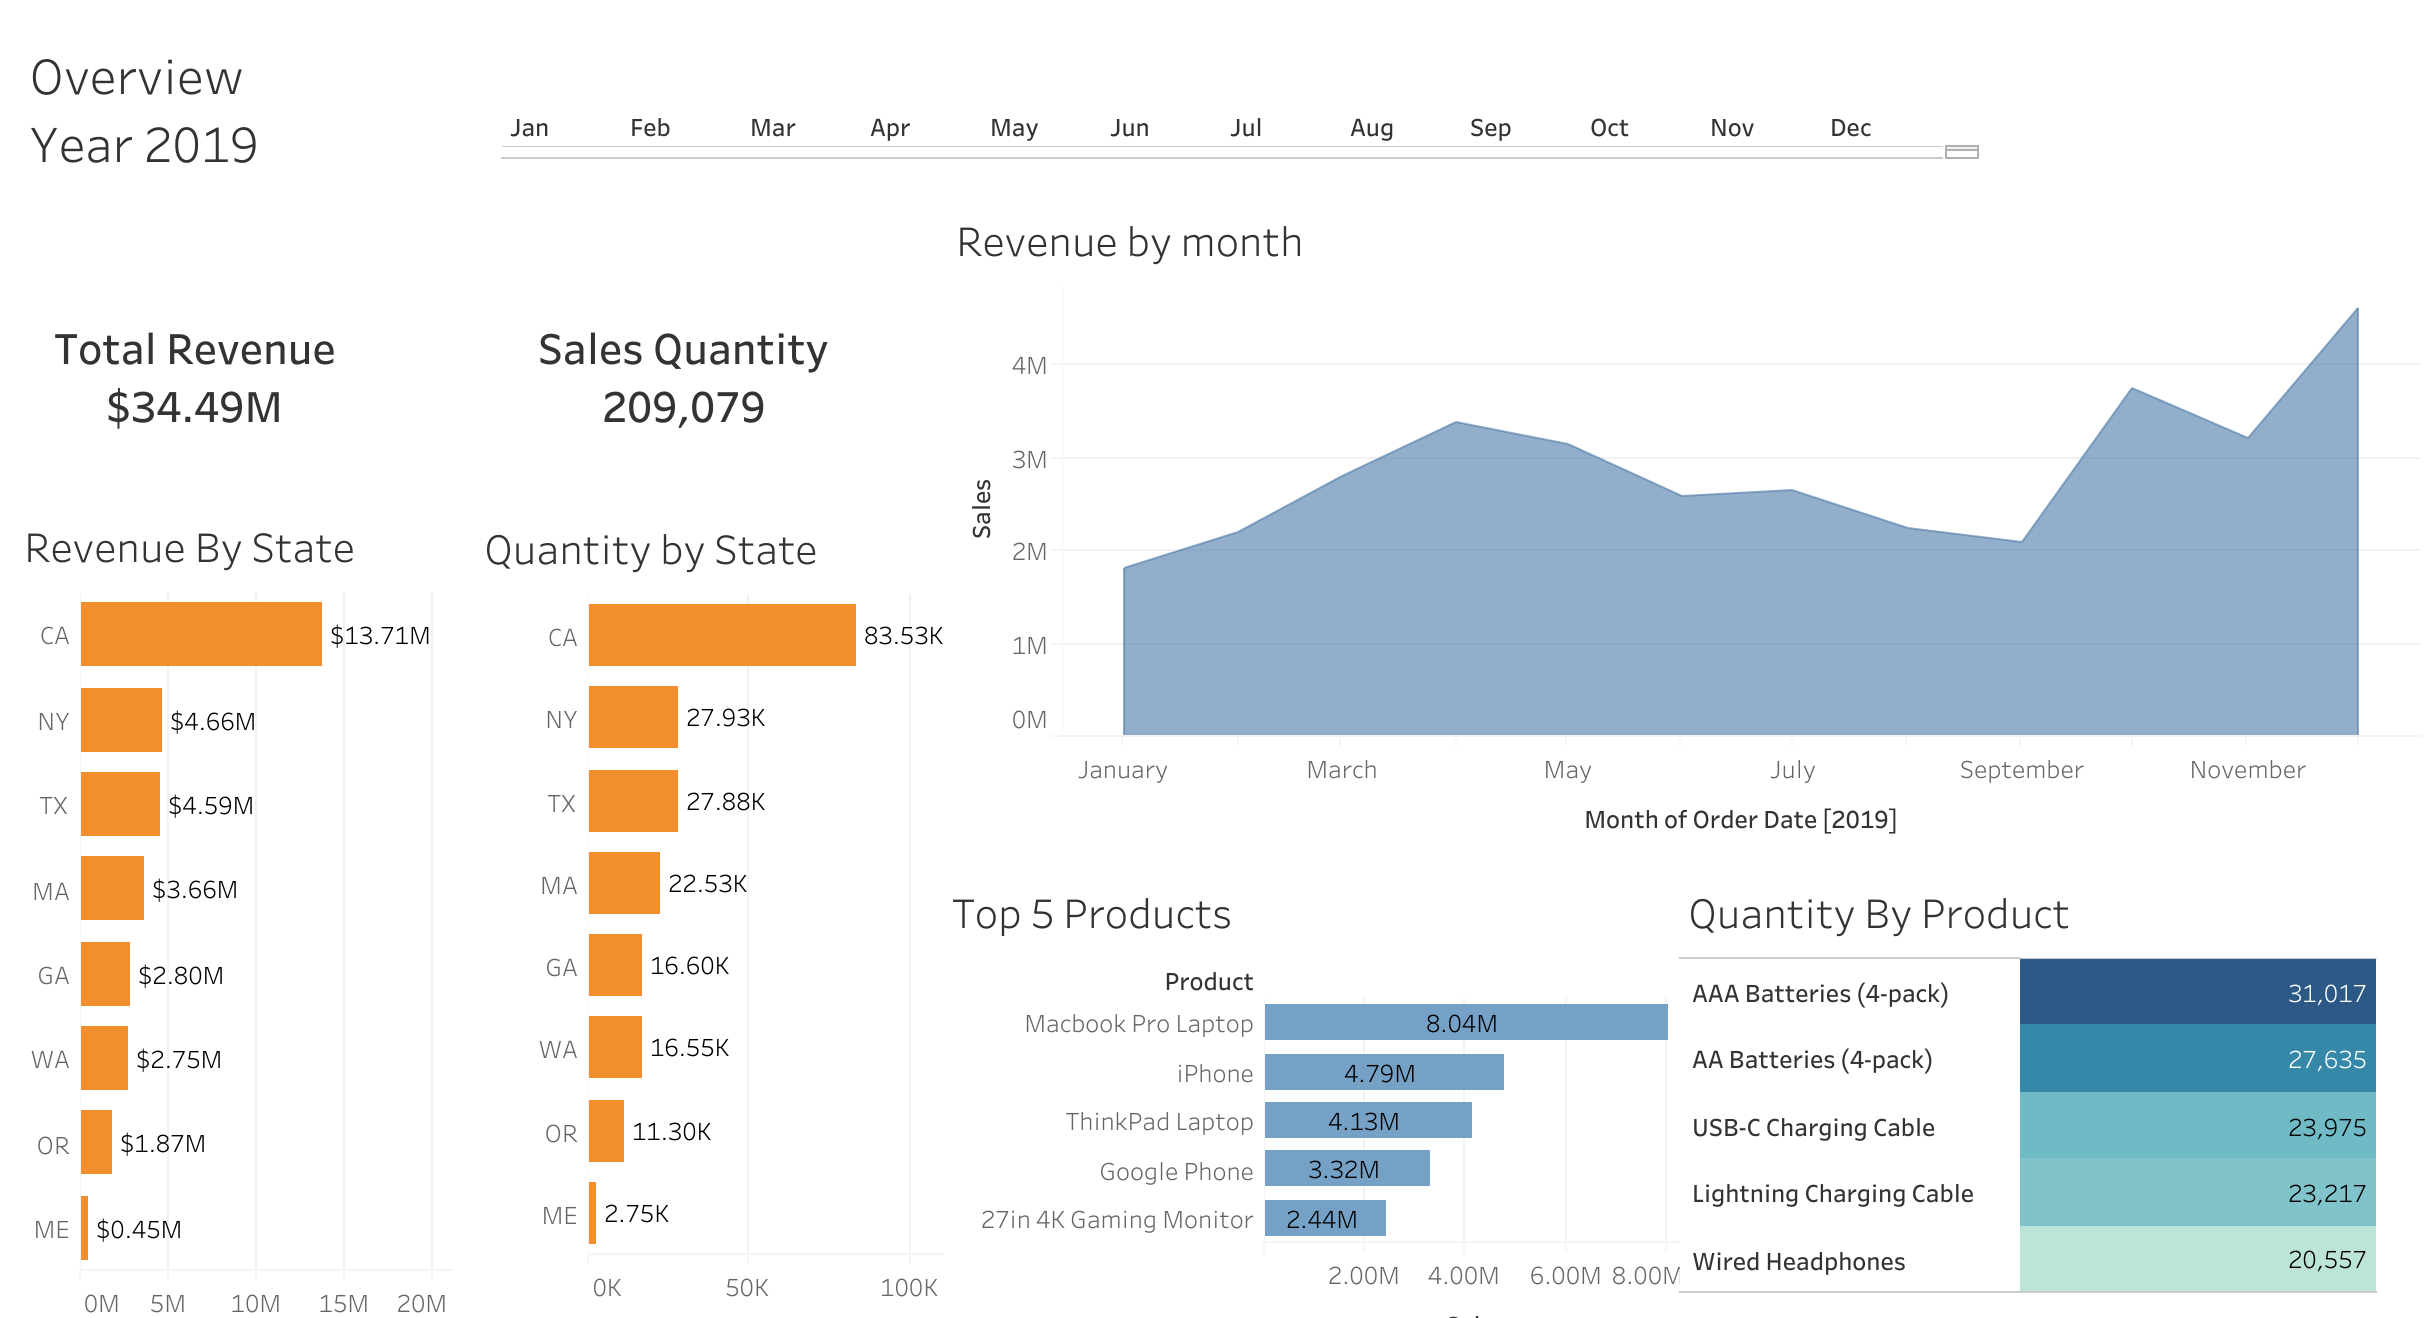 Overview
Year 2019
Jan Feb Mar Apr May Jun Jul Aug Sep Oct Nov Dec
Total Revenue
$34.49M
Sales Quantity
209,079
Revenue by month
Sales
4M
3M
2M
1M
0M
January March May July September November
Month of Order Date [2019]
Revenue By State
CA $13.71M
NY $4.66M
TX $4.59M
MA $3.66M
GA $2.80M
WA $2.75M
OR $1.87M
ME $0.45M
0M 5M 10M 15M 20M
Quantity by State
CA 83.53K
NY 27.93K
TX 27.88K
MA 22.53K
GA 16.60K
WA 16.55K
OR 11.30K
ME 2.75K
0K 50K 100K
Top 5 Products
Product
Macbook Pro Laptop 8.04M
iPhone 4.79M
ThinkPad Laptop 4.13M
Google Phone 3.32M
27in 4K Gaming Monitor 2.44M
2.00M 4.00M 6.00M 8.00M
Quantity By Product
AAA Batteries (4-pack) 31,017
AA Batteries (4-pack) 27,635
USB-C Charging Cable 23,975
Lightning Charging Cable 23,217
Wired Headphones 20,557